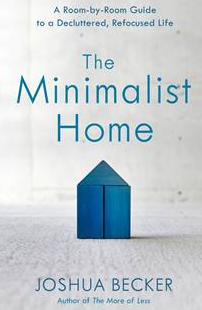 A Room-by-Room Guide
to a Decluttered, Refocused Life
The
Minimalist
Home
JOSHUA BECKER
Author of The More of Less